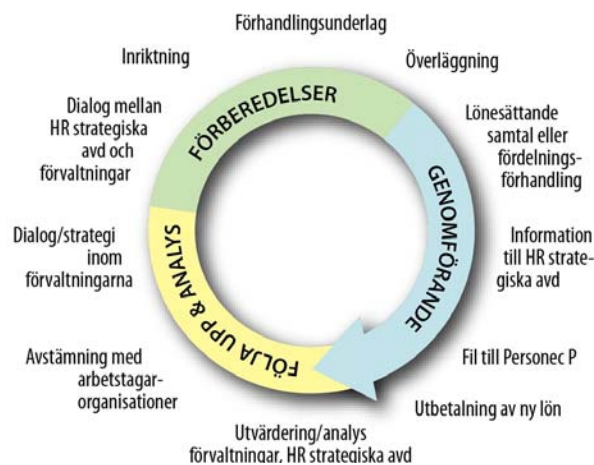 Förhandlingsunderlag
Inriktning
Överläggning
Dialog mellan
HR strategiska
avd och
förvaltningar
FÖRBEREDELSER
Lönesättande
samtal eller
fördelnings-
förhandling
GENOMFÖRANDE
Dialog/strategi
inom
förvaltningarna
FÖLJA UPP & ANALYS
Information
till HR strate-
giska avd
Avstämning med
arbetstagar-
organisationer
Fil till Personec P
Utbetalning av ny lön
Utvärdering/analys
förvaltningar, HR strategiska avd